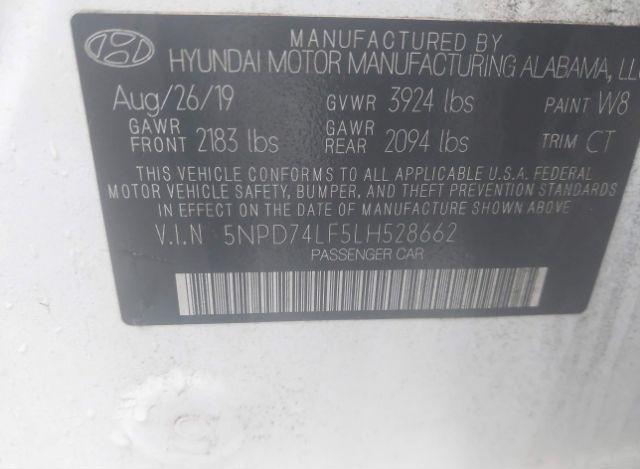 MANUFACTURED BY
HYUNDAI MOTOR MANUFACTURING ALABAMA, LL
Aug/26/19 GVWR 3924 lbs PAINT W8
GAWR FRONT 2183 lbs GAWR REAR 2094 lbs TRIM CT
THIS VEHICLE CONFORMS TO ALL APPLICABLE U.S.A. FEDERAL
MOTOR VEHICLE SAFETY, BUMPER, AND THEFT PREVENTION STANDARDS
IN EFFECT ON THE DATE OF MANUFACTURE SHOWN ABOVE.
V.I.N 5NPD74LF5LH528662
PASSENGER CAR